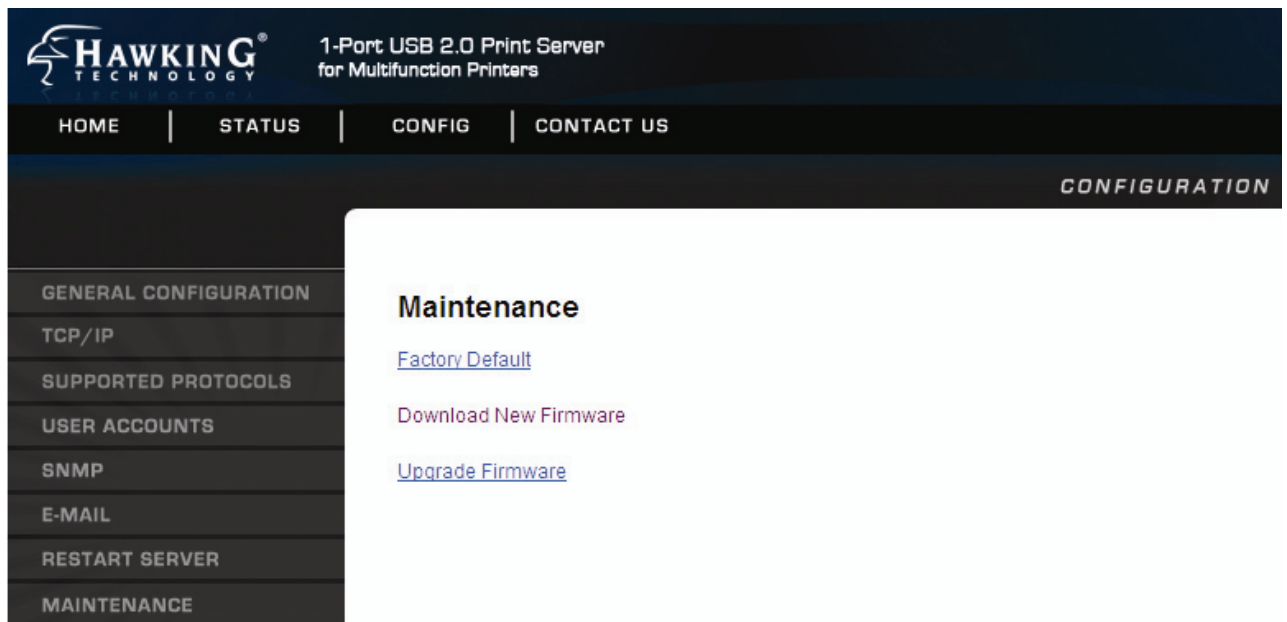 HAWKING®
TECHNOLOGY
1-Port USB 2.0 Print Server
for Multifunction Printers
HOME | STATUS | CONFIG | CONTACT US
CONFIGURATION
GENERAL CONFIGURATION
TCP/IP
SUPPORTED PROTOCOLS
USER ACCOUNTS
SNMP
E-MAIL
RESTART SERVER
MAINTENANCE
Maintenance
Factory Default
Download New Firmware
Upgrade Firmware